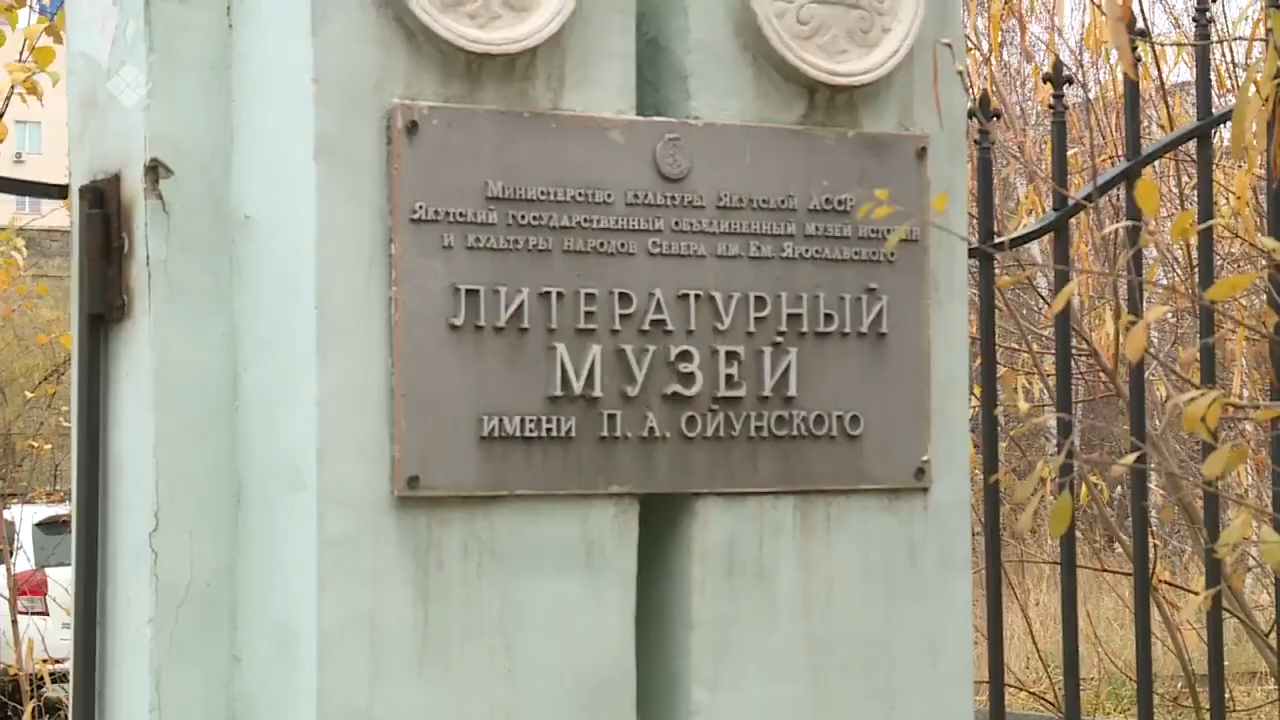 Министерство культуры Якутской АССР
Якутский государственный объединенный музей истории
и культуры народов Севера им. Ем. Ярославского
ЛИТЕРАТУРНЫЙ
МУЗЕЙ
имени П. А. ОЙУНСКОГО